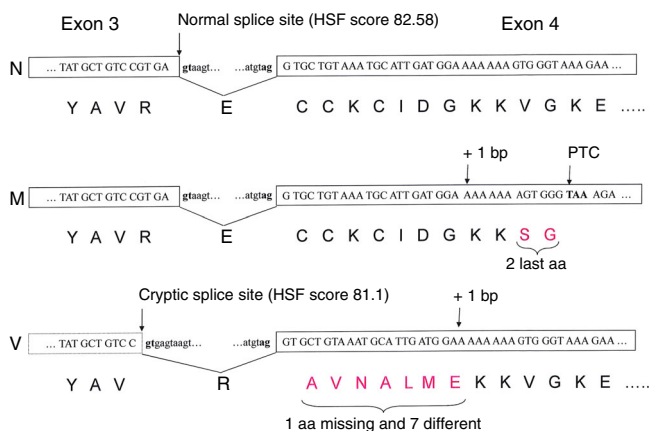 Exon 3 Normal splice site (HSF score 82.58) Exon 4
N ... TAT GCT GTC CGT GA gtaagt... ...atgtag G TGC TGT AAA TGC ATT GAT GGA AAA AAA GTG GGT AAA GAA ...
Y A V R E C C K C I D G K K V G K E .....
+ 1 bp PTC
M ... TAT GCT GTC CGT GA gtaagt... ...atgtag G TGC TGT AAA TGC ATT GAT GGA AAA AAA AGT GGG TAA AGA ...
Y A V R E C C K C I D G K K S G
2 last aa
Cryptic splice site (HSF score 81.1) + 1 bp
V ... TAT GCT GTC C gtgagtaagt... ...atgtag GT GCT GTA AAT GCA TTG ATG GAA AAA AAA GTG GGT AAA GAA ...
Y A V R A V N A L M E K K V G K E .....
1 aa missing and 7 different